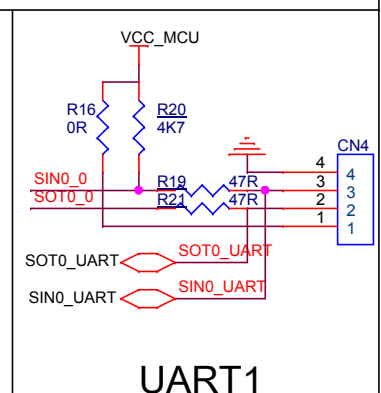 VCC_MCU
R16 R20
0R 4K7
CN4
4 4
SIN0_0 R19 47R 3 3
SOT0_0 R21 47R 2 2
1 1
SOT0_UART SOT0_UART
SIN0_UART SIN0_UART
UART1